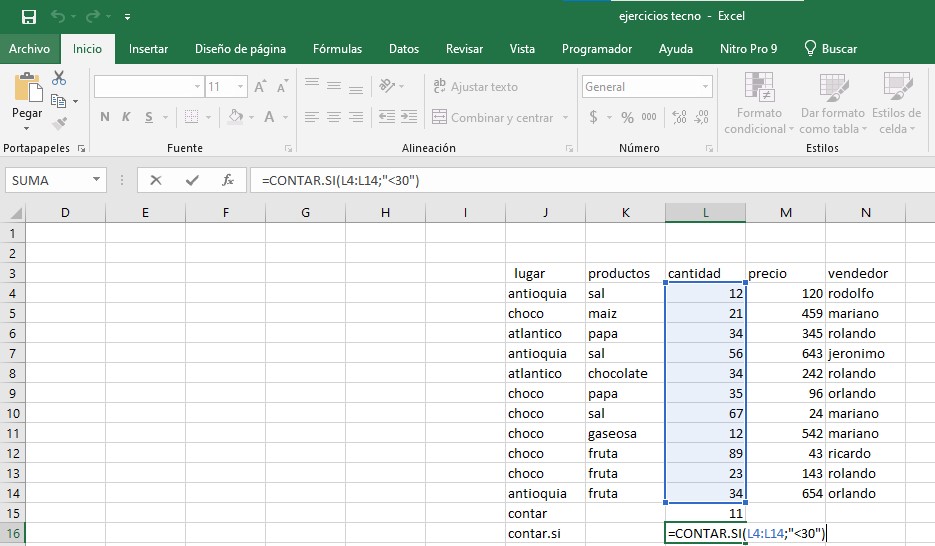 ejercicios tecno - Excel
Archivo Inicio Insertar Diseño de página Fórmulas Datos Revisar Vista Programador Ayuda Nitro Pro 9 Buscar
Pegar
11
N K S
A A
A
ab Ajustar texto
Combinar y centrar
General
$ % 000
Formato condicional
Dar formato como tabla
Estilos de celda
Portapapeles Fuente Alineación Número Estilos
SUMA fx =CONTAR.SI(L4:L14;"<30")
D E F G H I J K L M N
1
2
3 lugar productos cantidad precio vendedor
4 antioquia sal 12 120 rodolfo
5 choco maiz 21 459 mariano
6 atlantico papa 34 345 rolando
7 antioquia sal 56 643 jeronimo
8 atlantico chocolate 34 242 rolando
9 choco papa 35 96 orlando
10 choco sal 67 24 mariano
11 choco gaseosa 12 542 mariano
12 choco fruta 89 43 ricardo
13 choco fruta 23 143 rolando
14 antioquia fruta 34 654 orlando
15 contar 11
16 contar.si =CONTAR.SI(L4:L14;"<30")